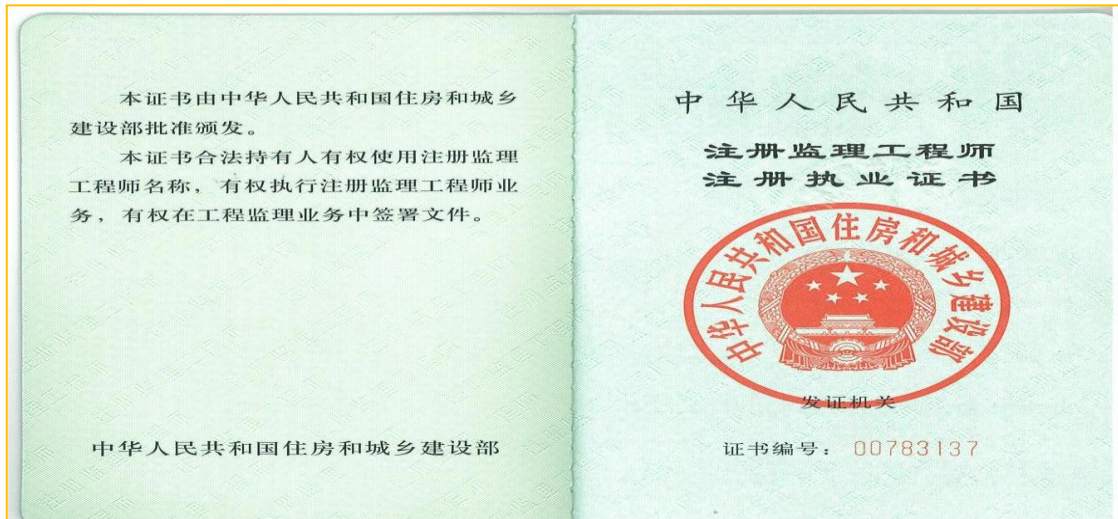 本证书由中华人民共和国住房和城乡
建设部批准颁发。
本证书合法持有人有权使用注册监理
工程师名称，有权执行注册监理工程师业
务，有权在工程监理业务中签署文件。
中华人民共和国住房和城乡建设部
中华人民共和国
注册监理工程师
注册执业证书
中华人民共和国住房和城乡建设部
发证机关
证书编号：00783137